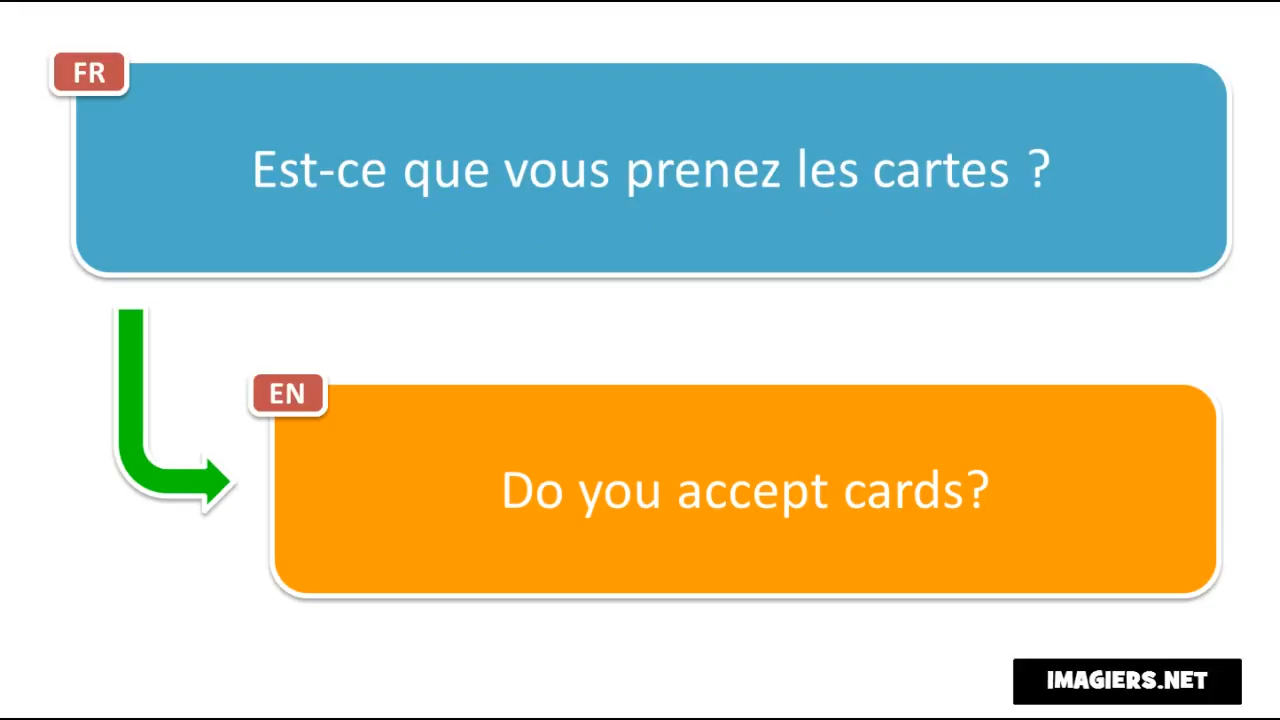 FR
Est-ce que vous prenez les cartes ?
EN
Do you accept cards?
IMAGIERS.NET